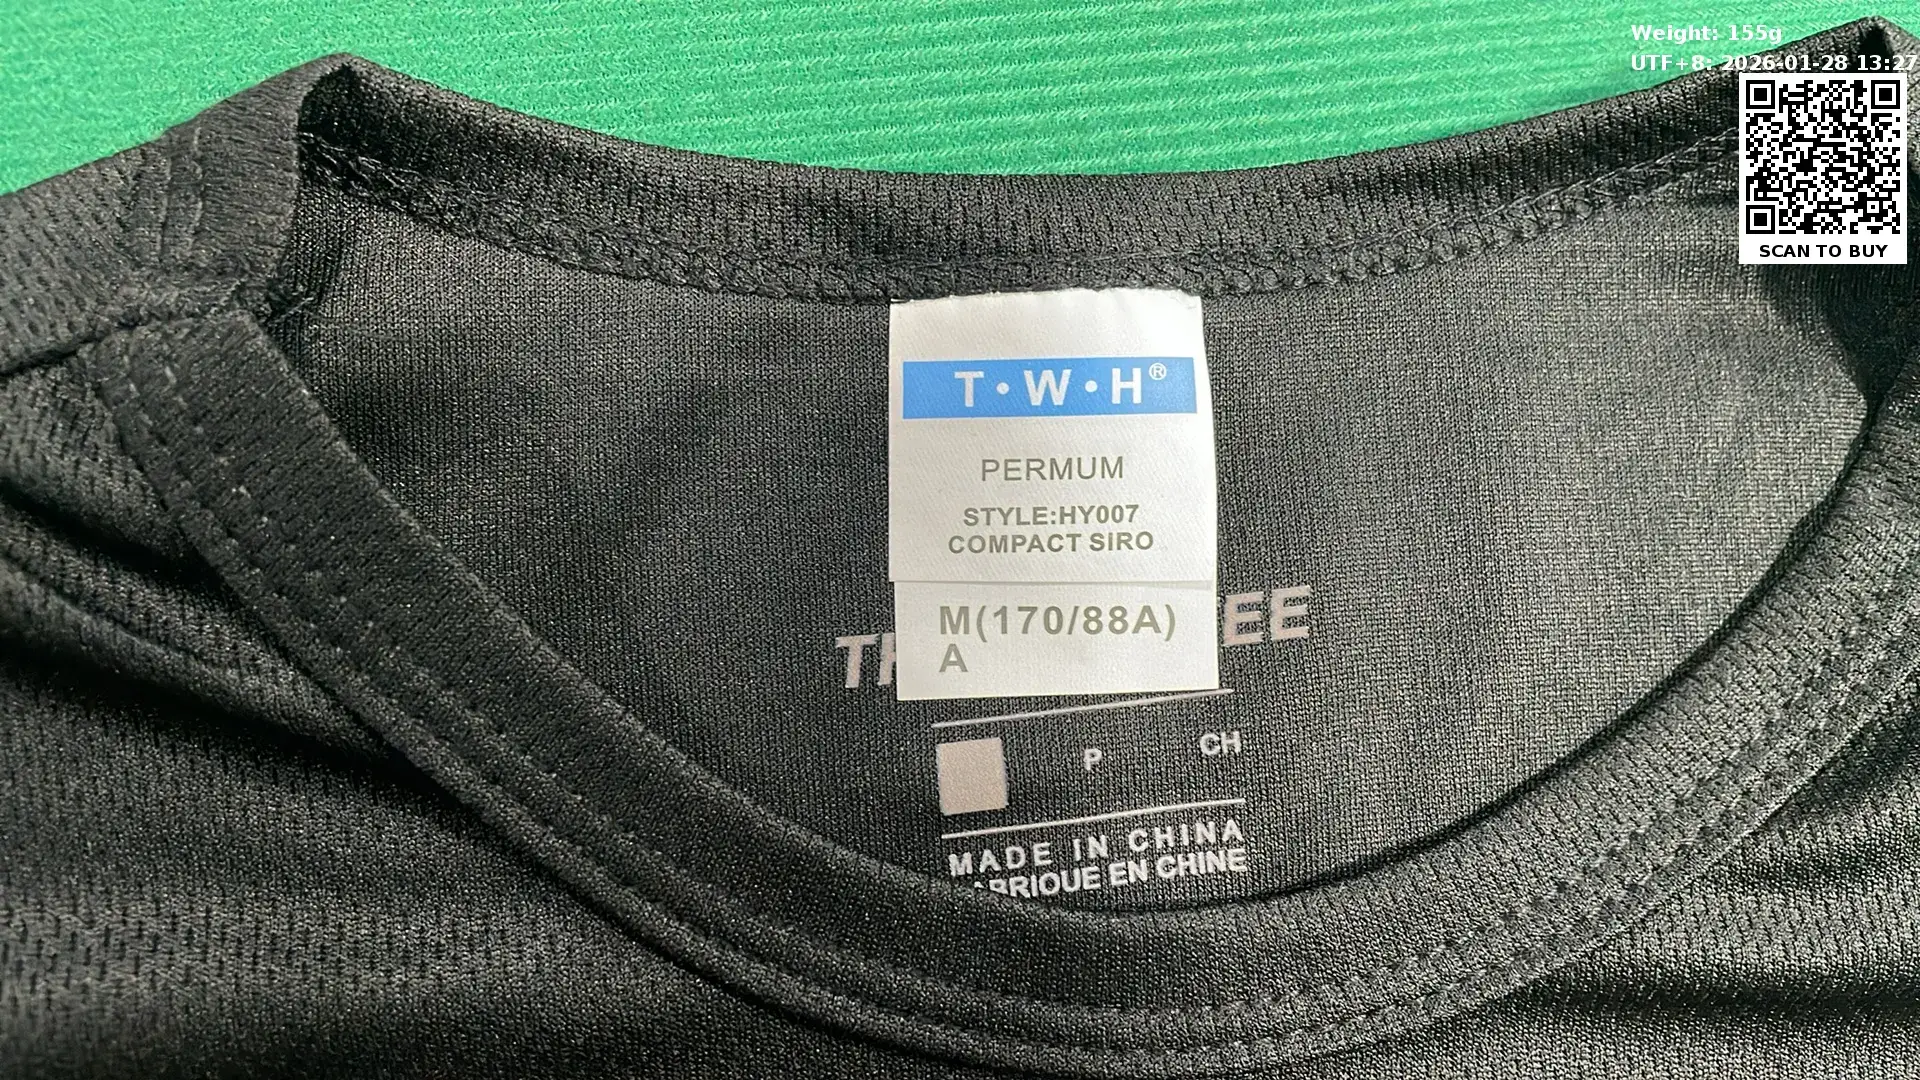 Weight: 155g
UTF+8: 2026-01-28 13:27
SCAN TO BUY
T·W·H®
PERMUM
STYLE:HY007
COMPACT SIRO
M(170/88A)
A
EE
P CH
MADE IN CHINA
EN CHINE